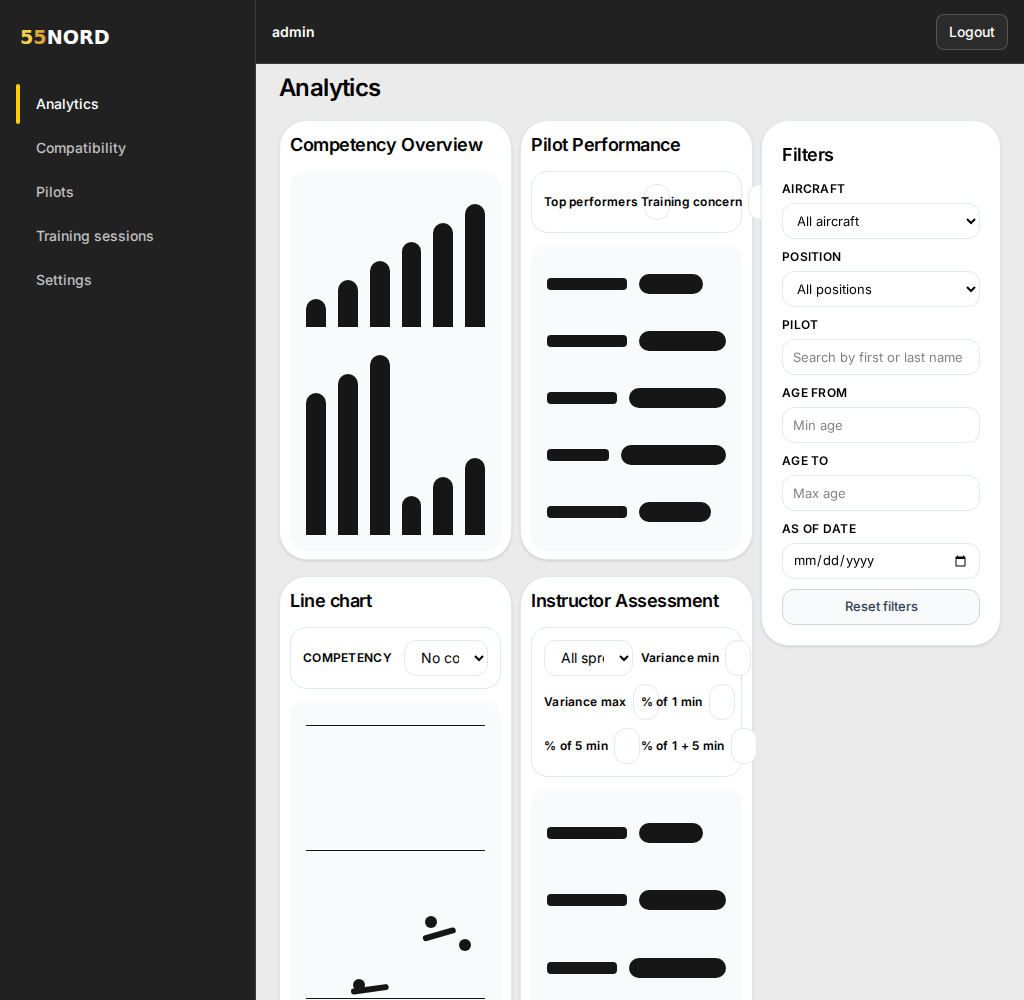 55NORD
admin
Logout
Analytics
Compatibility
Pilots
Training sessions
Settings
Analytics
Competency Overview
Pilot Performance
Top performers
Training concern
Filters
AIRCRAFT
All aircraft
POSITION
All positions
PILOT
Search by first or last name
AGE FROM
Min age
AGE TO
Max age
AS OF DATE
mm/dd/yyyy
Reset filters
Line chart
COMPETENCY
No co
Instructor Assessment
All spre
Variance min
Variance max
% of 1 min
% of 5 min
% of 1 + 5 min